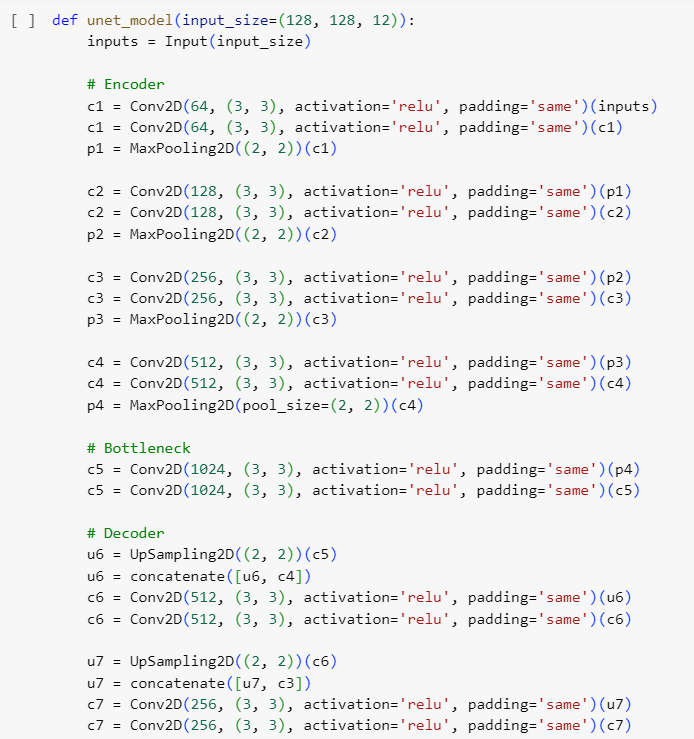 [ ] def unet_model(input_size=(128, 128, 12)):
    inputs = Input(input_size)

    # Encoder
    c1 = Conv2D(64, (3, 3), activation='relu', padding='same')(inputs)
    c1 = Conv2D(64, (3, 3), activation='relu', padding='same')(c1)
    p1 = MaxPooling2D((2, 2))(c1)

    c2 = Conv2D(128, (3, 3), activation='relu', padding='same')(p1)
    c2 = Conv2D(128, (3, 3), activation='relu', padding='same')(c2)
    p2 = MaxPooling2D((2, 2))(c2)

    c3 = Conv2D(256, (3, 3), activation='relu', padding='same')(p2)
    c3 = Conv2D(256, (3, 3), activation='relu', padding='same')(c3)
    p3 = MaxPooling2D((2, 2))(c3)

    c4 = Conv2D(512, (3, 3), activation='relu', padding='same')(p3)
    c4 = Conv2D(512, (3, 3), activation='relu', padding='same')(c4)
    p4 = MaxPooling2D(pool_size=(2, 2))(c4)

    # Bottleneck
    c5 = Conv2D(1024, (3, 3), activation='relu', padding='same')(p4)
    c5 = Conv2D(1024, (3, 3), activation='relu', padding='same')(c5)

    # Decoder
    u6 = UpSampling2D((2, 2))(c5)
    u6 = concatenate([u6, c4])
    c6 = Conv2D(512, (3, 3), activation='relu', padding='same')(u6)
    c6 = Conv2D(512, (3, 3), activation='relu', padding='same')(c6)

    u7 = UpSampling2D((2, 2))(c6)
    u7 = concatenate([u7, c3])
    c7 = Conv2D(256, (3, 3), activation='relu', padding='same')(u7)
    c7 = Conv2D(256, (3, 3), activation='relu', padding='same')(c7)